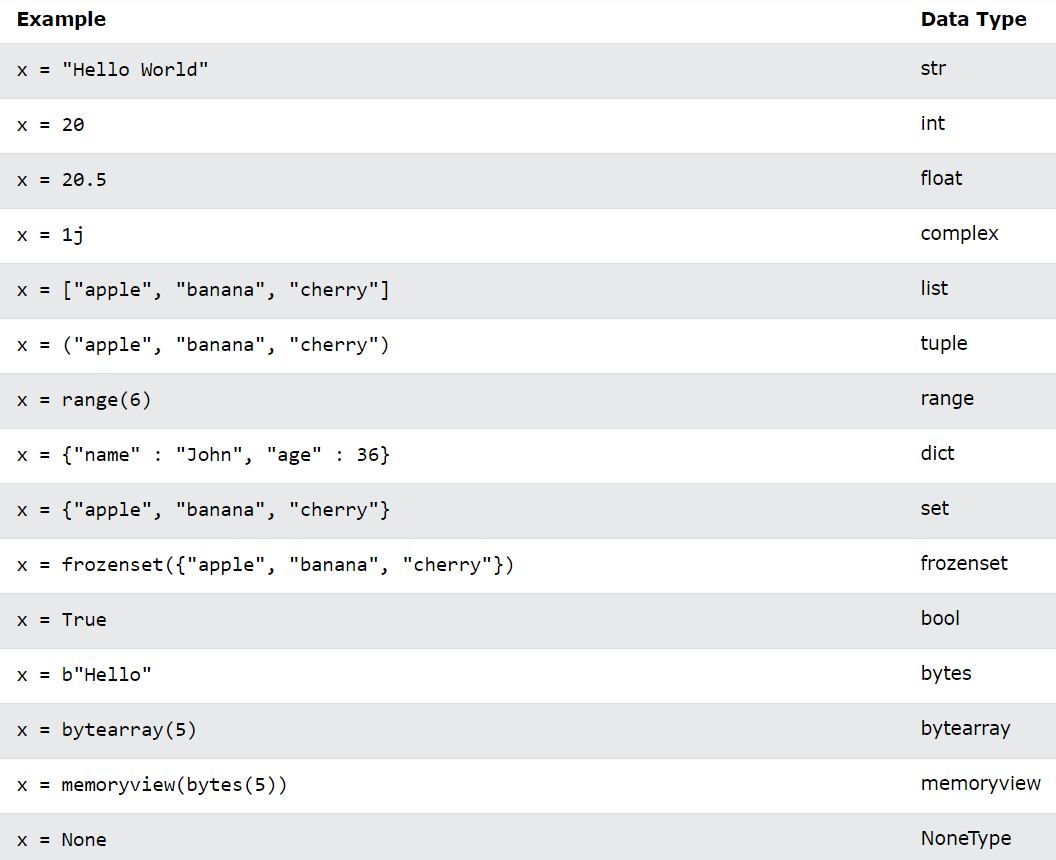 Example Data Type
x = "Hello World" str
x = 20 int
x = 20.5 float
x = 1j complex
x = ["apple", "banana", "cherry"] list
x = ("apple", "banana", "cherry") tuple
x = range(6) range
x = {"name" : "John", "age" : 36} dict
x = {"apple", "banana", "cherry"} set
x = frozenset({"apple", "banana", "cherry"}) frozenset
x = True bool
x = b"Hello" bytes
x = bytearray(5) bytearray
x = memoryview(bytes(5)) memoryview
x = None NoneType